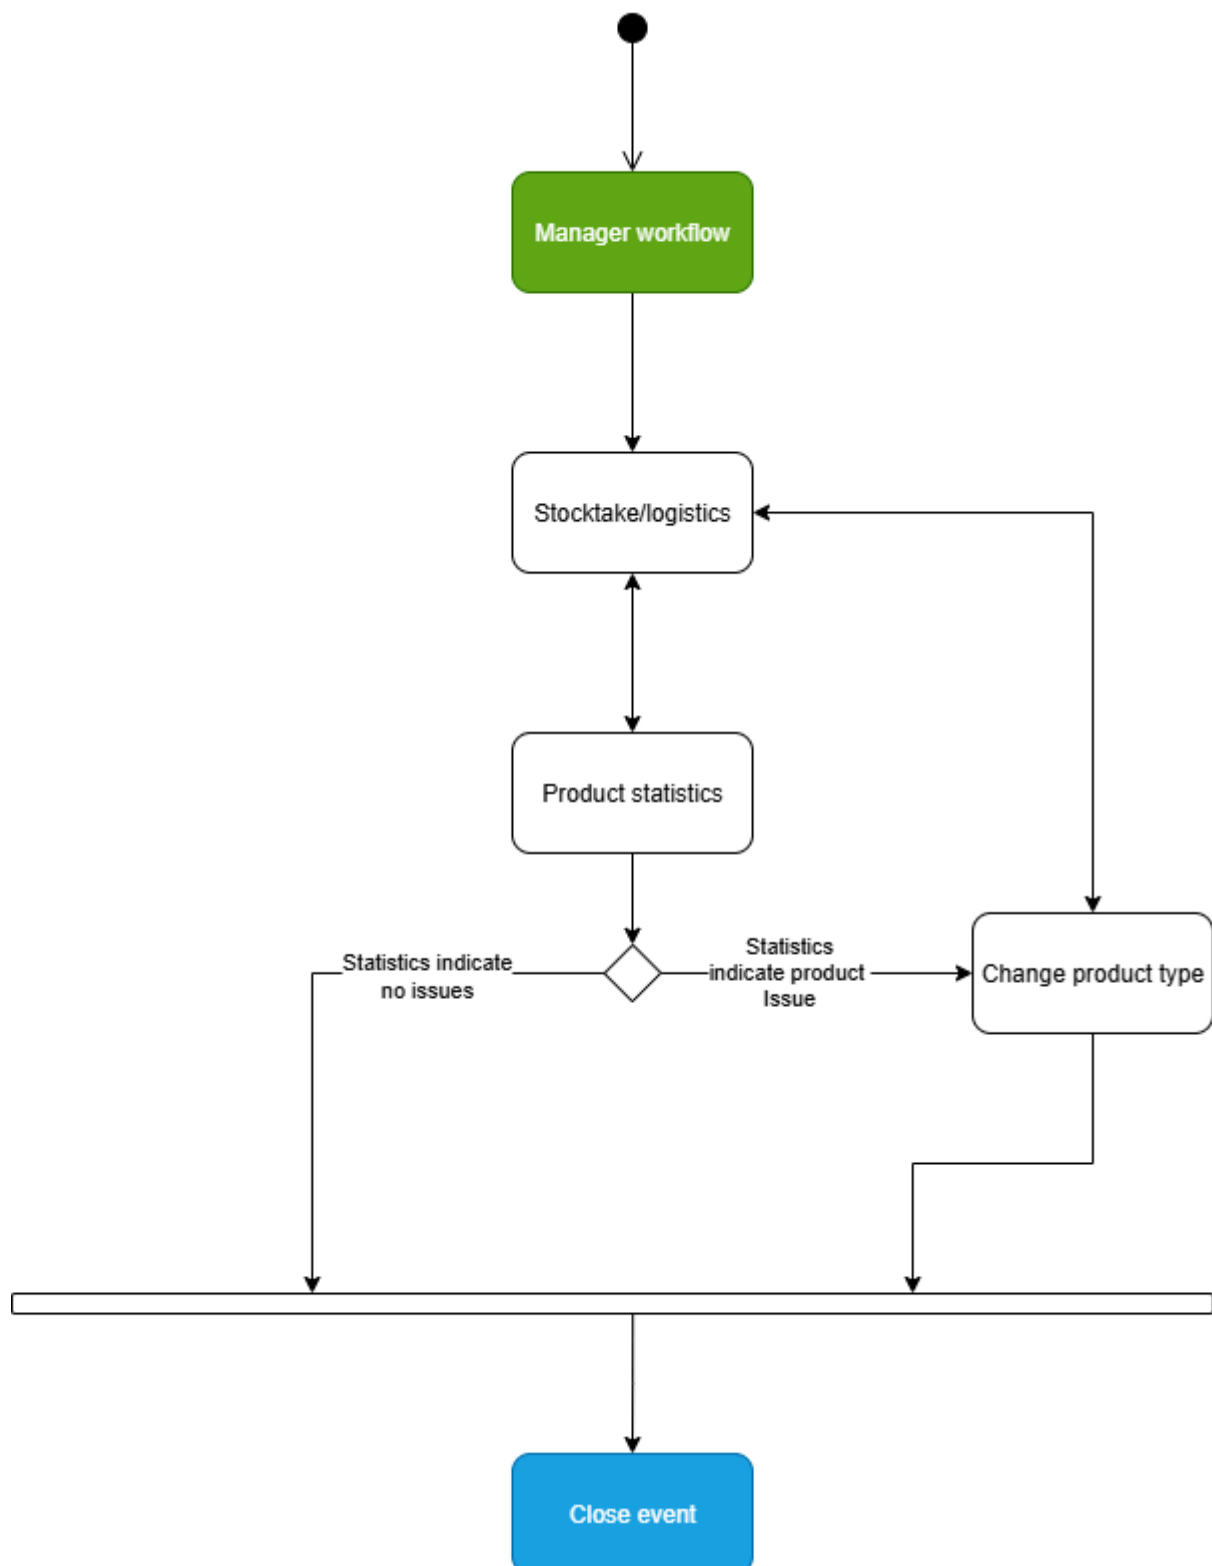 Manager workflow
Stocktake/logistics
Product statistics
Statistics indicate
no issues
Statistics
indicate product
Issue
Change product type
Close event